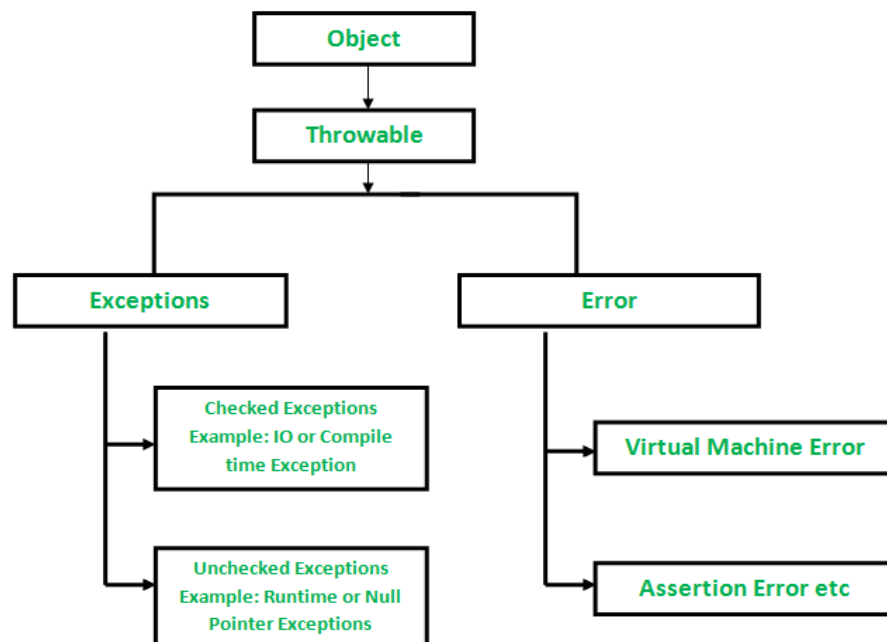 Object
Throwable
Exceptions
Error
Checked Exceptions
Example: IO or Compile
time Exception
Virtual Machine Error
Unchecked Exceptions
Example: Runtime or Null
Pointer Exceptions
Assertion Error etc